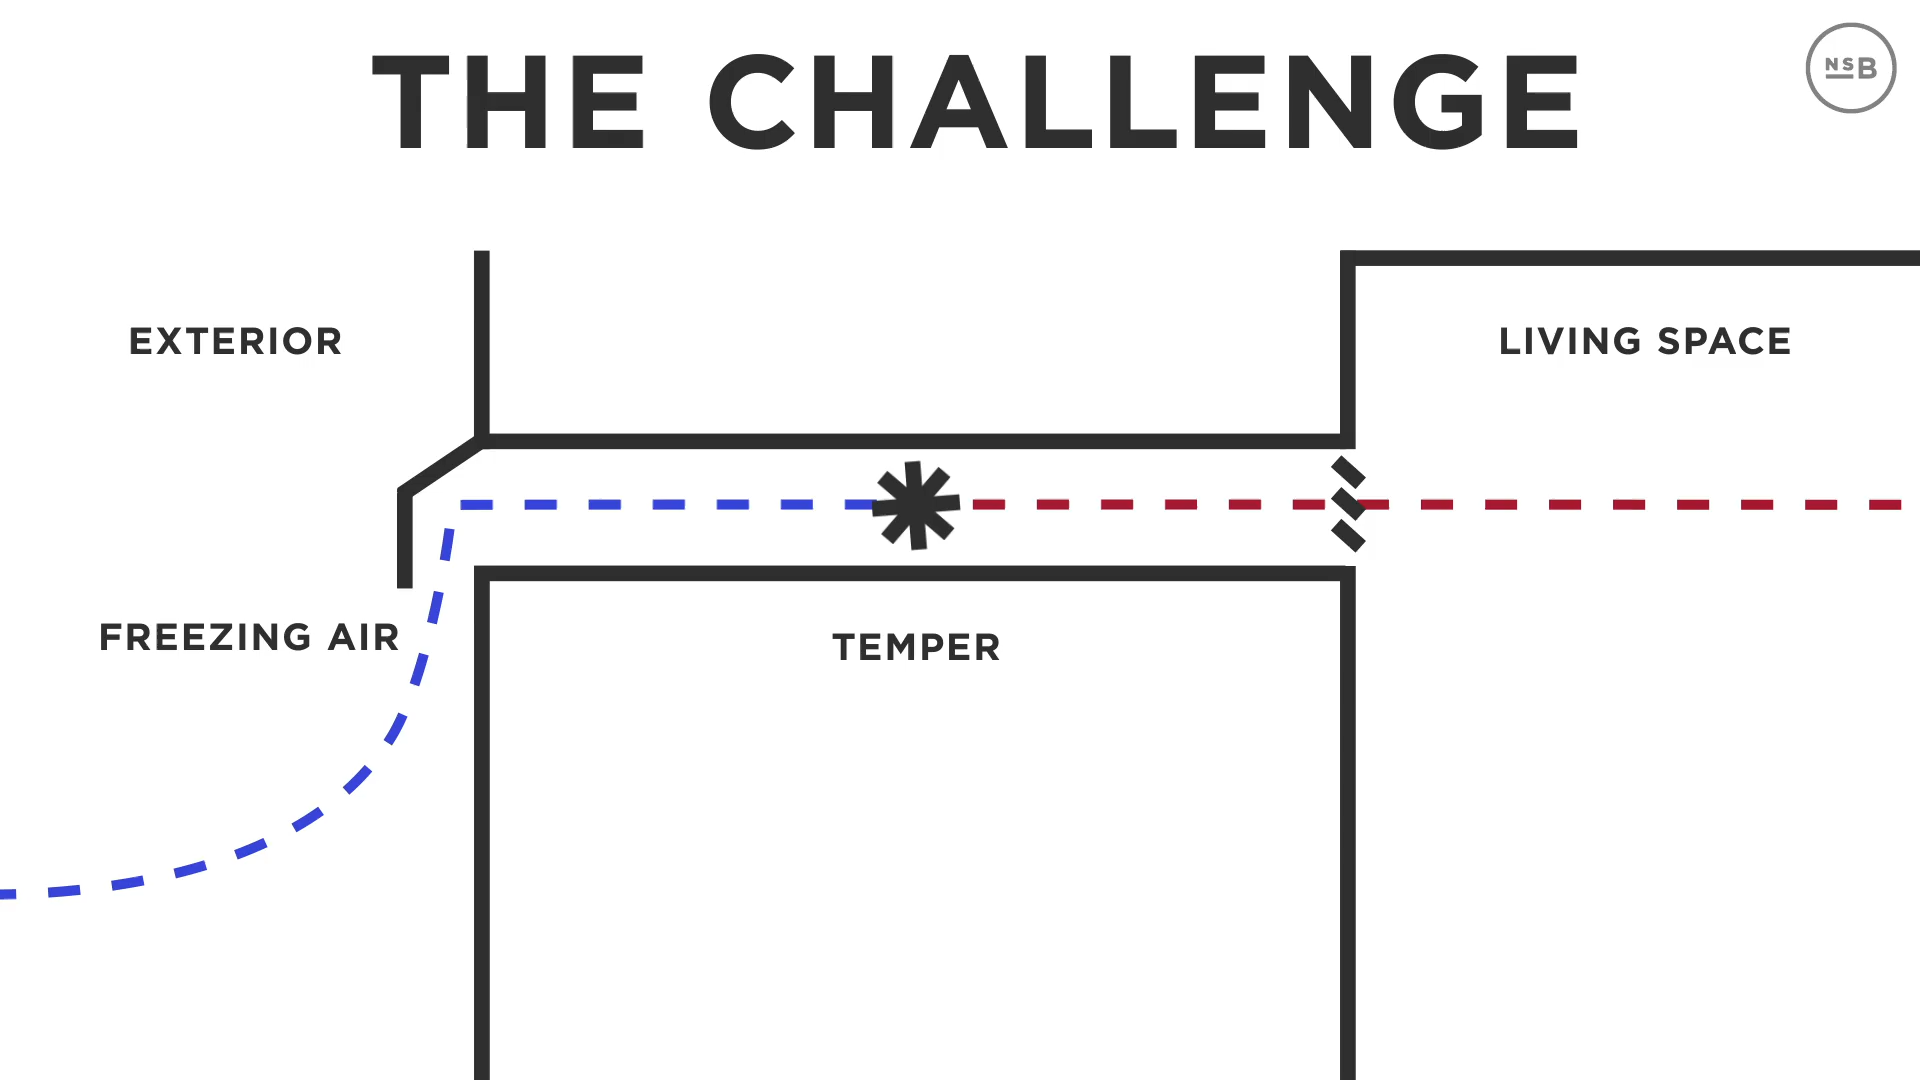 THE CHALLENGE
NSB
EXTERIOR
LIVING SPACE
FREEZING AIR
TEMPER